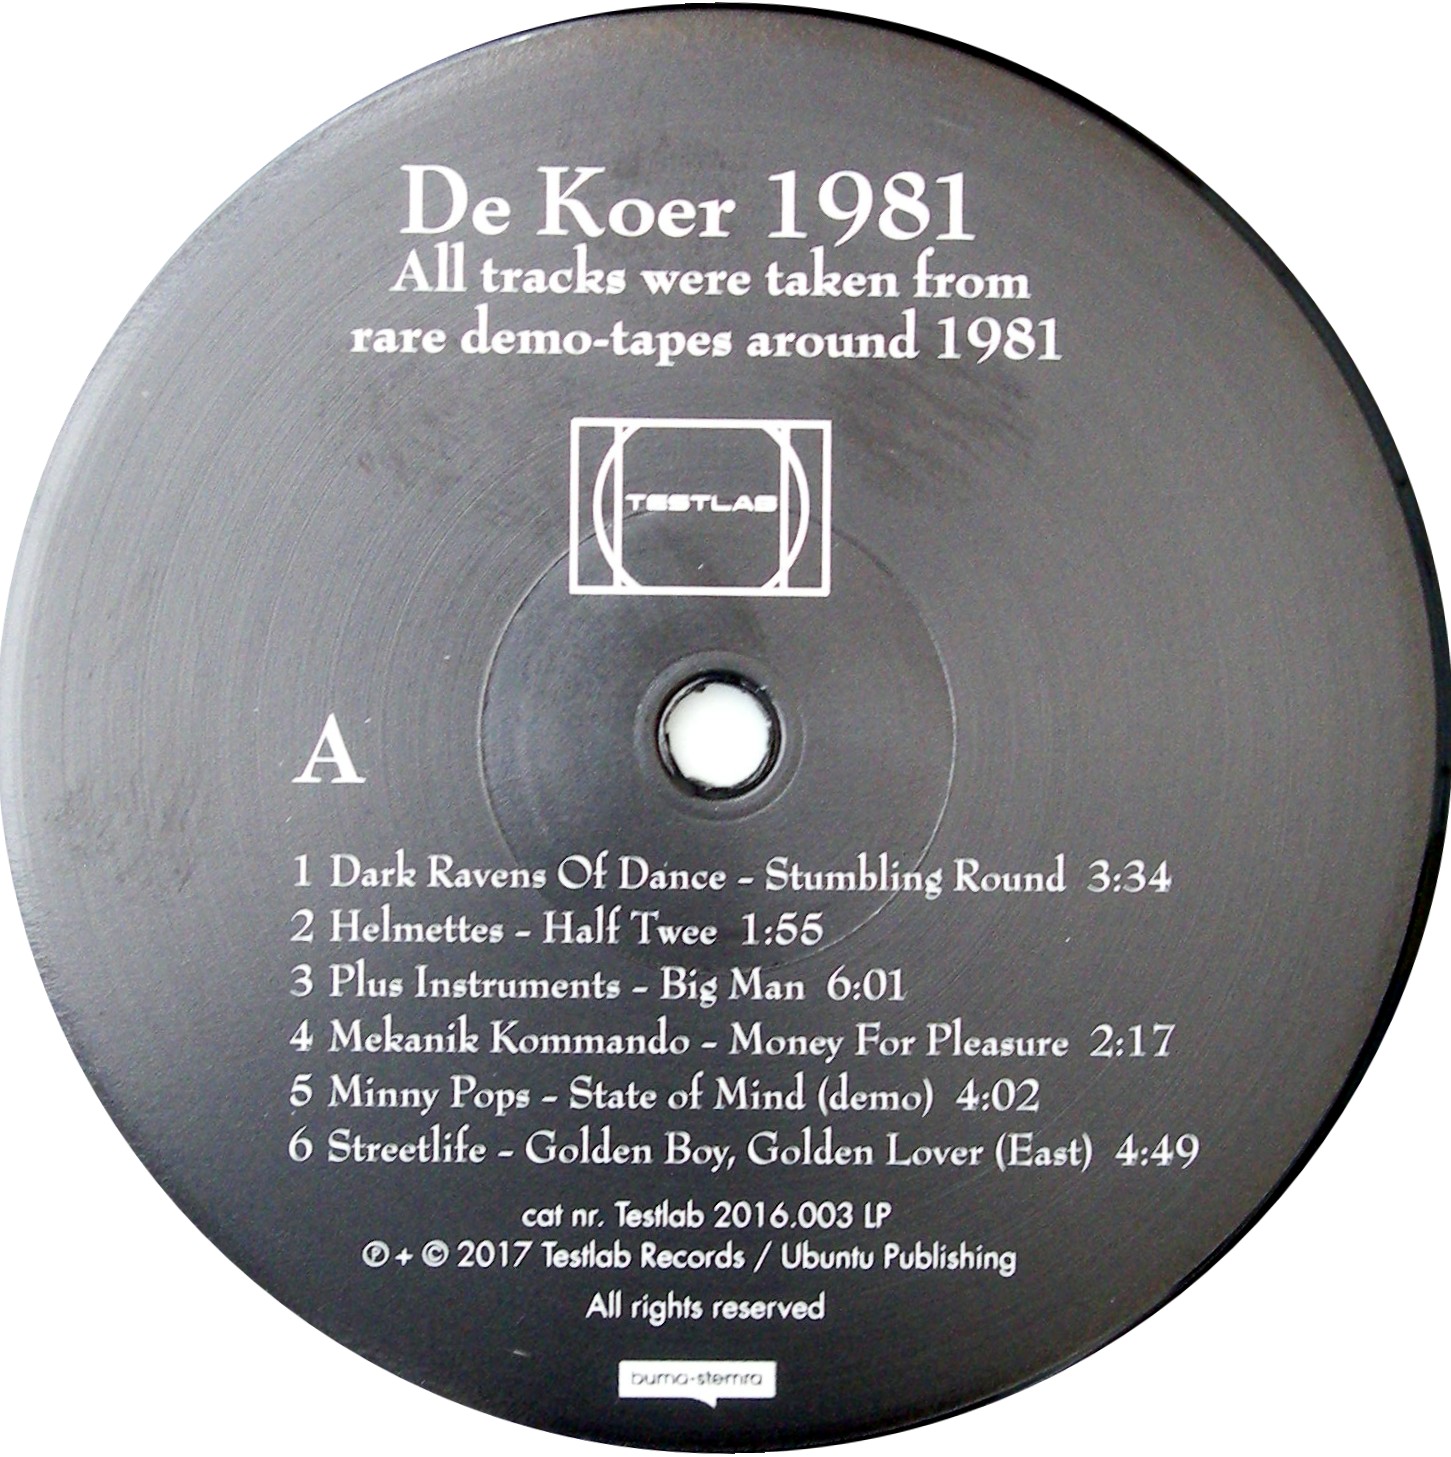 De Koer 1981
All tracks were taken from
rare demo-tapes around 1981
TESTLAB
A
1 Dark Ravens Of Dance - Stumbling Round 3:34
2 Helmettes - Half Twee 1:55
3 Plus Instruments - Big Man 6:01
4 Mekanik Kommando - Money For Pleasure 2:17
5 Minny Pops - State of Mind (demo) 4:02
6 Streetlife - Golden Boy, Golden Lover (East) 4:49
cat nr. Testlab 2016.003 LP
℗ + © 2017 Testlab Records / Ubuntu Publishing
All rights reserved
buma·stemra